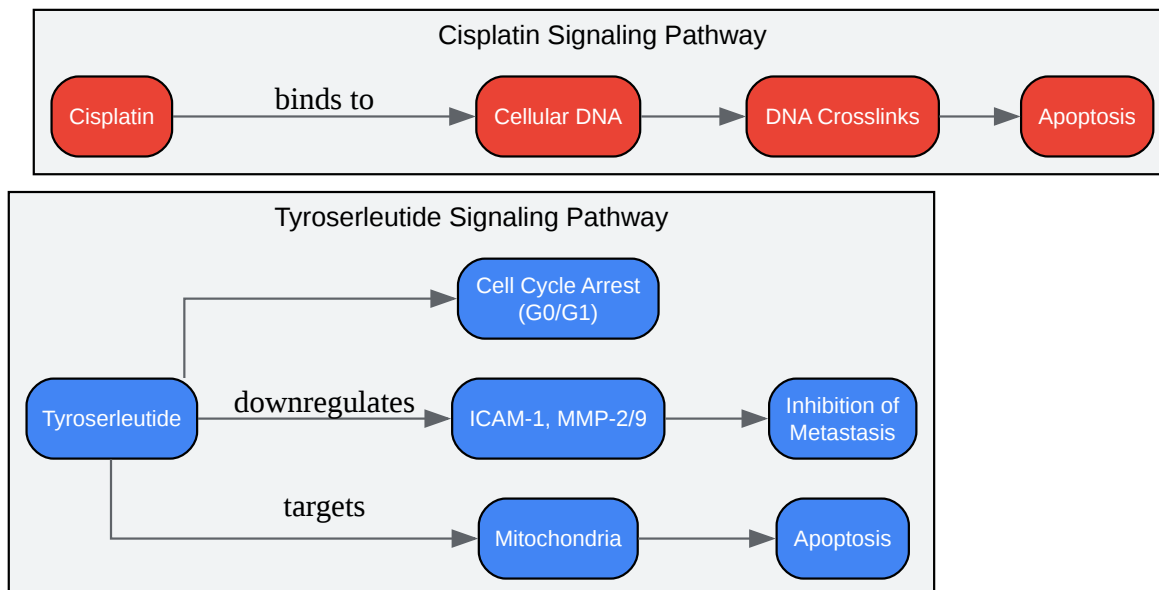 Cisplatin Signaling Pathway
Cisplatin
binds to
Cellular DNA
DNA Crosslinks
Apoptosis
Tyroserleutide Signaling Pathway
Cell Cycle Arrest
(G0/G1)
Tyroserleutide
downregulates
ICAM-1, MMP-2/9
Inhibition of
Metastasis
targets
Mitochondria
Apoptosis